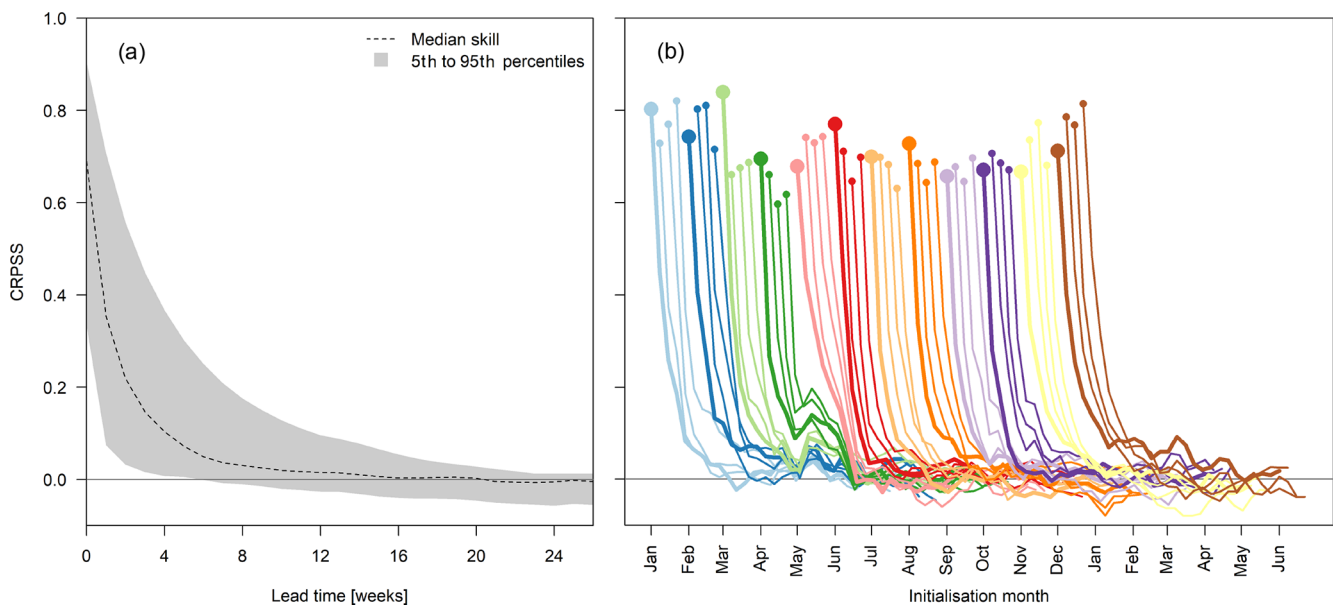 (a)
Median skill
5th to 95th percentiles
CRPSS
1.0
0.8
0.6
0.4
0.2
0.0
0 4 8 12 16 20 24
Lead time [weeks]
(b)
Jan Feb Mar Apr May Jun Jul Aug Sep Oct Nov Dec Jan Feb Mar Apr May Jun
Initialisation month